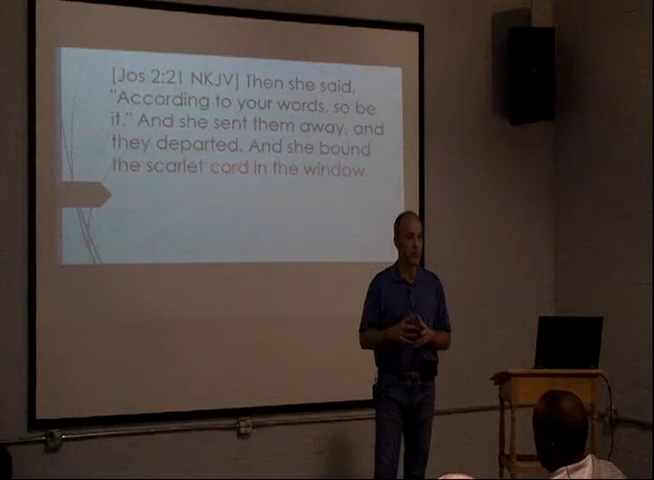 [Jos 2:21 NKJV] Then she said,
"According to your words, so be
it." And she sent them away, and
they departed. And she bound
the scarlet cord in the window.